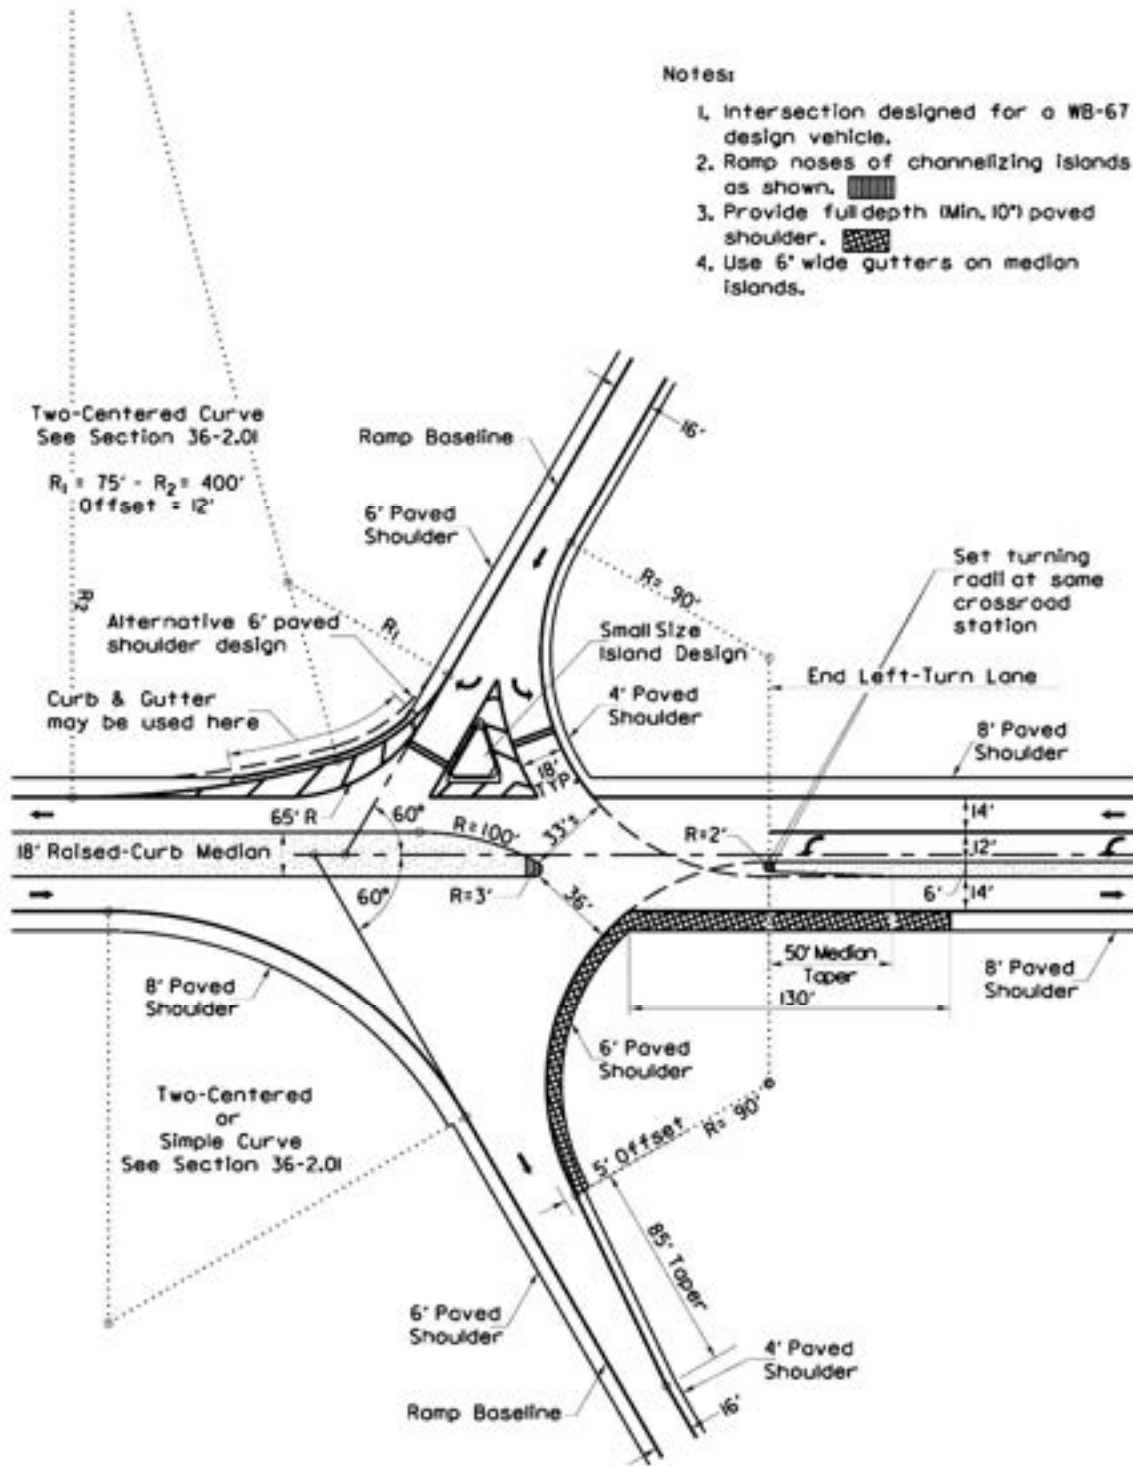 Notes:
1. Intersection designed for a WB-67
design vehicle.
2. Ramp noses of channelizing islands
as shown.
3. Provide full depth (Min. 10") paved
shoulder.
4. Use 6" wide gutters on median
islands.
Two-Centered Curve
See Section 36-2.01
R₁ = 75' - R₂ = 400'
Offset = 12'
Ramp Baseline
16'
6' Paved
Shoulder
R₂
R₁
R= 90'
Set turning
radii at same
crossroad
station
Alternative 6' paved
shoulder design
Small Size
Island Design
End Left-Turn Lane
Curb & Gutter
may be used here
4' Paved
Shoulder
8' Paved
Shoulder
18'
TYP.
65' R
60°
R=100'
33's
R=2'
14'
12'
18' Raised-Curb Median
60°
R=3'
36'
6'
14'
50' Median
Taper
130'
8' Paved
Shoulder
8' Paved
Shoulder
6' Paved
Shoulder
Two-Centered
or
Simple Curve
See Section 36-2.01
5' Offset
R= 90'
85' Taper
6' Paved
Shoulder
4' Paved
Shoulder
Ramp Baseline
16'